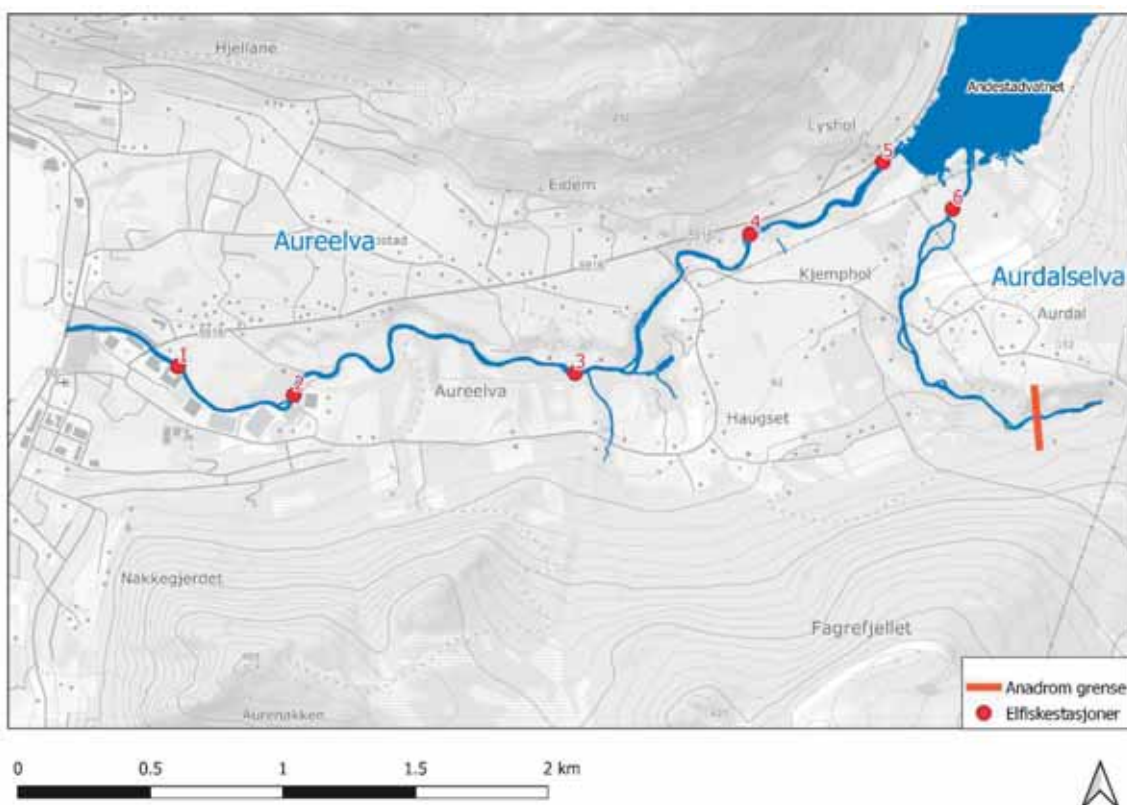 Hjellane
Andestadvatnet
Lyshol
5
Eidem
6
4
Aureelva
Kjemphol
Aurdalselva
Aurdal
1
3
2
Aureelva
Haugset
Nakkegjerdet
Fagrefjellet
Aurenakken
Anadrom grense
Elfiskestasjoner
0 0.5 1 1.5 2 km